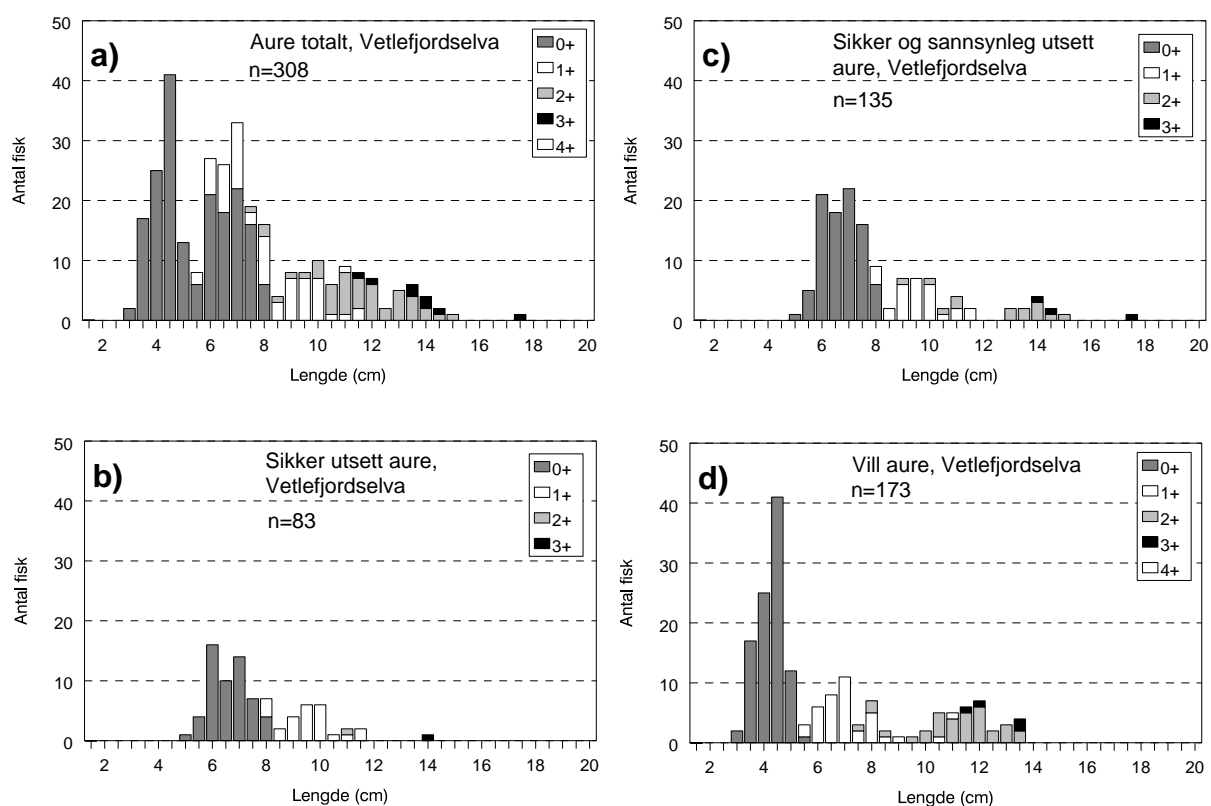 a)
Aure totalt, Vetlefjordselva
n=308
0+
1+
2+
3+
4+
Antal fisk
50
40
30
20
10
0
2 4 6 8 10 12 14 16 18 20
Lengde (cm)
c)
Sikker og sannsynleg utsett
aure, Vetlefjordselva
n=135
0+
1+
2+
3+
Antal fisk
50
40
30
20
10
0
2 4 6 8 10 12 14 16 18 20
Lengde (cm)
b)
Sikker utsett aure,
Vetlefjordselva
n=83
0+
1+
2+
3+
Antal fisk
50
40
30
20
10
0
2 4 6 8 10 12 14 16 18 20
Lengde (cm)
d)
Vill aure, Vetlefjordselva
n=173
0+
1+
2+
3+
4+
Antal fisk
50
40
30
20
10
0
2 4 6 8 10 12 14 16 18 20
Lengde (cm)